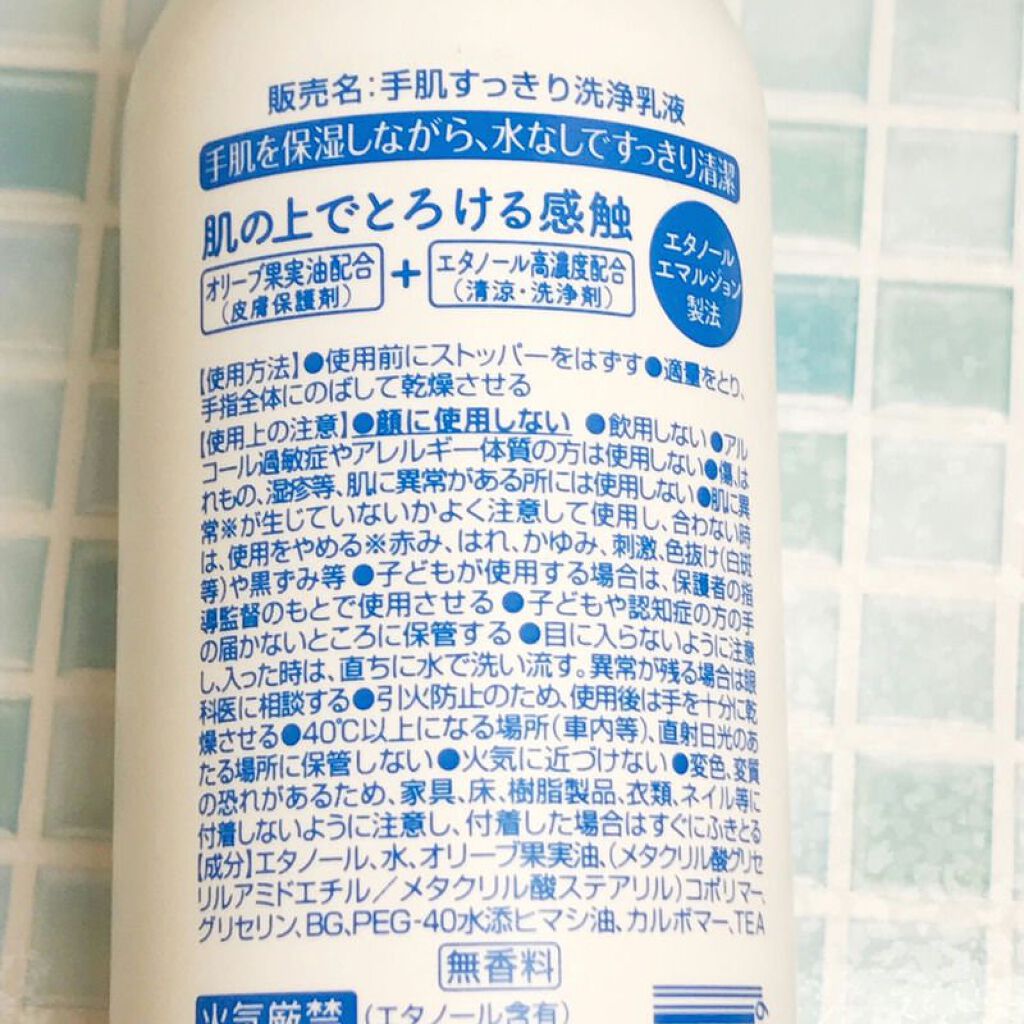 販売名:手肌すっきり洗浄乳液
手肌を保湿しながら、水なしですっきり清潔
肌の上でとろける感触
オリーブ果実油配合
(皮膚保護剤)
+
エタノール高濃度配合
(清涼・洗浄剤)
エタノール
エマルジョン
製法
【使用方法】●使用前にストッパーをはずす●適量をとり、
手指全体にのばして乾燥させる
【使用上の注意】●顔に使用しない ●飲用しない●アル
コール過敏症やアレルギー体質の方は使用しない●傷、は
れもの、湿疹等、肌に異常がある所には使用しない●肌に異
常※が生じていないかよく注意して使用し、合わない時
は、使用をやめる※赤み、はれ、かゆみ、刺激、色抜け(白斑
等)や黒ずみ等●子どもが使用する場合は、保護者の指
導監督のもとで使用させる●子どもや認知症の方の手
の届かないところに保管する●目に入らないように注意
し、入った時は、直ちに水で洗い流す。異常が残る場合は眼
科医に相談する●引火防止のため、使用後は手を十分に乾
燥させる●40℃以上になる場所(車内等)、直射日光のあ
たる場所に保管しない●火気に近づけない●変色、変質
の恐れがあるため、家具、床、樹脂製品、衣類、ネイル等に
付着しないように注意し、付着した場合はすぐにふきとる
【成分】エタノール、水、オリーブ果実油、(メタクリル酸グリセ
リルアミドエチル/メタクリル酸ステアリル)コポリマー、
グリセリン、BG、PEG-40水添ヒマシ油、カルボマー、TEA
無香料
火気厳禁 (エタノール含有)